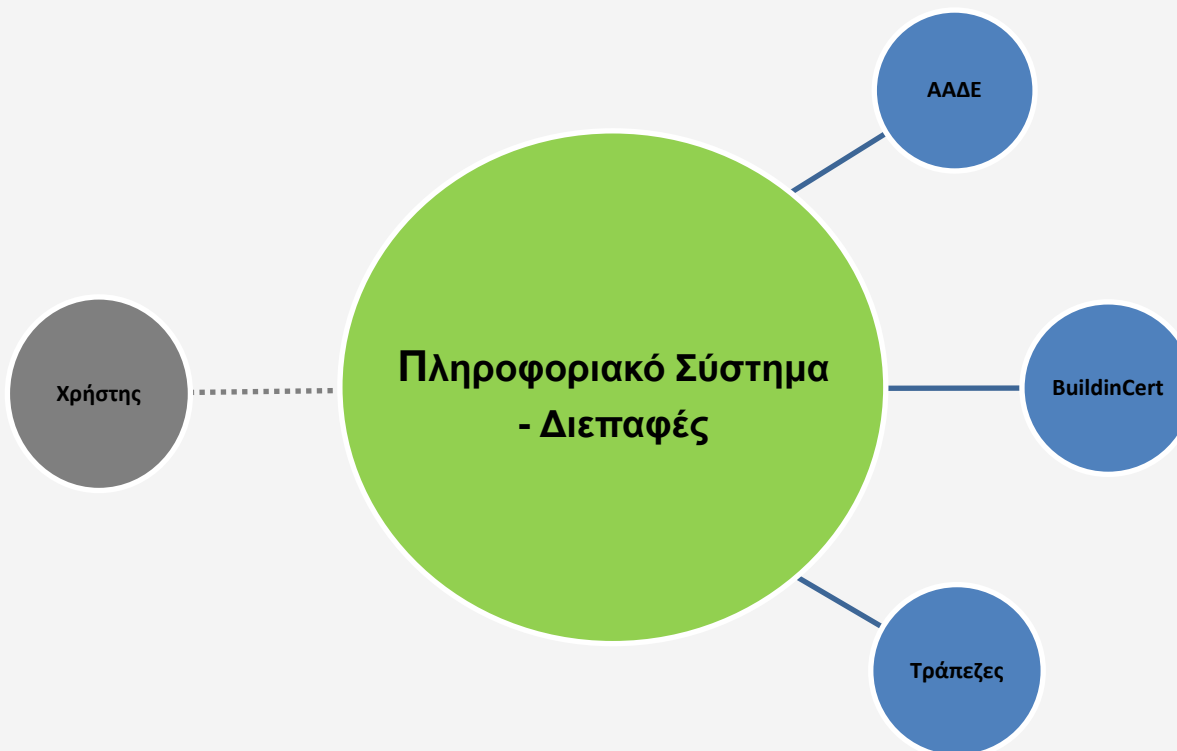 ΑΑΔΕ
Χρήστης
Πληροφοριακό Σύστημα
- Διεπαφές
BuildinCert
Τράπεζες